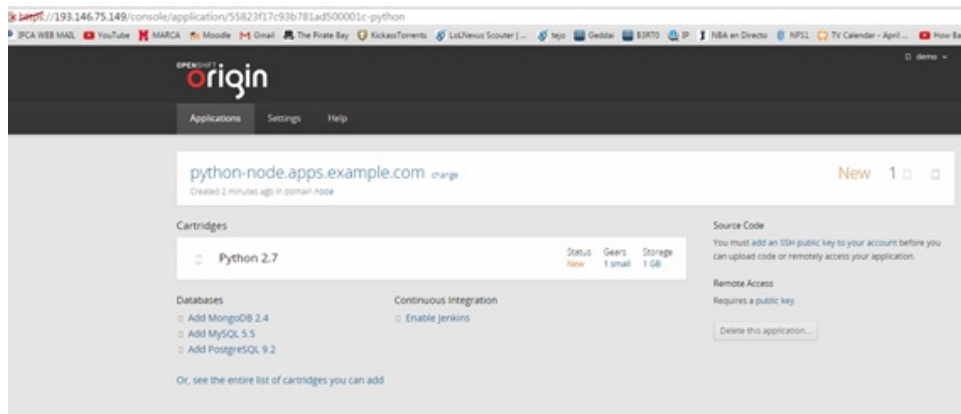 https://193.146.75.149/console/application/55823f17c93b781ad500001c-python
IFCA WEB MAIL YouTube MARCA Moodle Gmail The Pirate Bay KickassTorrents LoLNexus Scouter |... tejo Geddai IP NBA en Directo NPS1 TV Calender - April ... How Ba
demo
OPENSHIFT
origin
Applications Settings Help
python-node.apps.example.com change New 1
Created 2 minutes ago in domain node
Cartridges
Python 2.7
Status Gears Storage
New 1 small 1 GB
Source Code
You must add an SSH public key to your account before you
can upload code or remotely access your application.
Remote Access
Requires a public key.
Delete this application...
Databases
Add MongoDB 2.4
Add MySQL 5.5
Add PostgreSQL 9.2
Continuous Integration
Enable Jenkins
Or, see the entire list of cartridges you can add